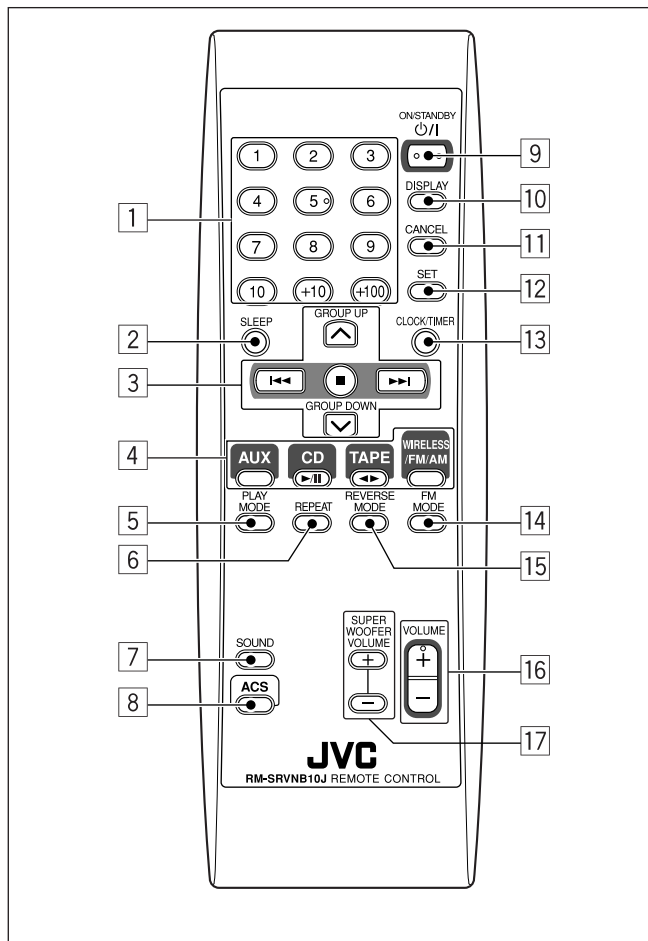 ON/STANDBY
⏻/I
1 2 3
9
DISPLAY
10
4 5 6
1
CANCEL
11
7 8 9
SET
12
10 +10 +100
SLEEP
GROUP UP
CLOCK/TIMER
2
13
3
GROUP DOWN
4
AUX CD TAPE WIRELESS
/FM/AM
PLAY
MODE
REPEAT
REVERSE
MODE
FM
MODE
5
14
6
15
SUPER
WOOFER
VOLUME
VOLUME
SOUND
+ +
7
16
ACS
− −
8
17
JVC
RM-SRVNB10J REMOTE CONTROL